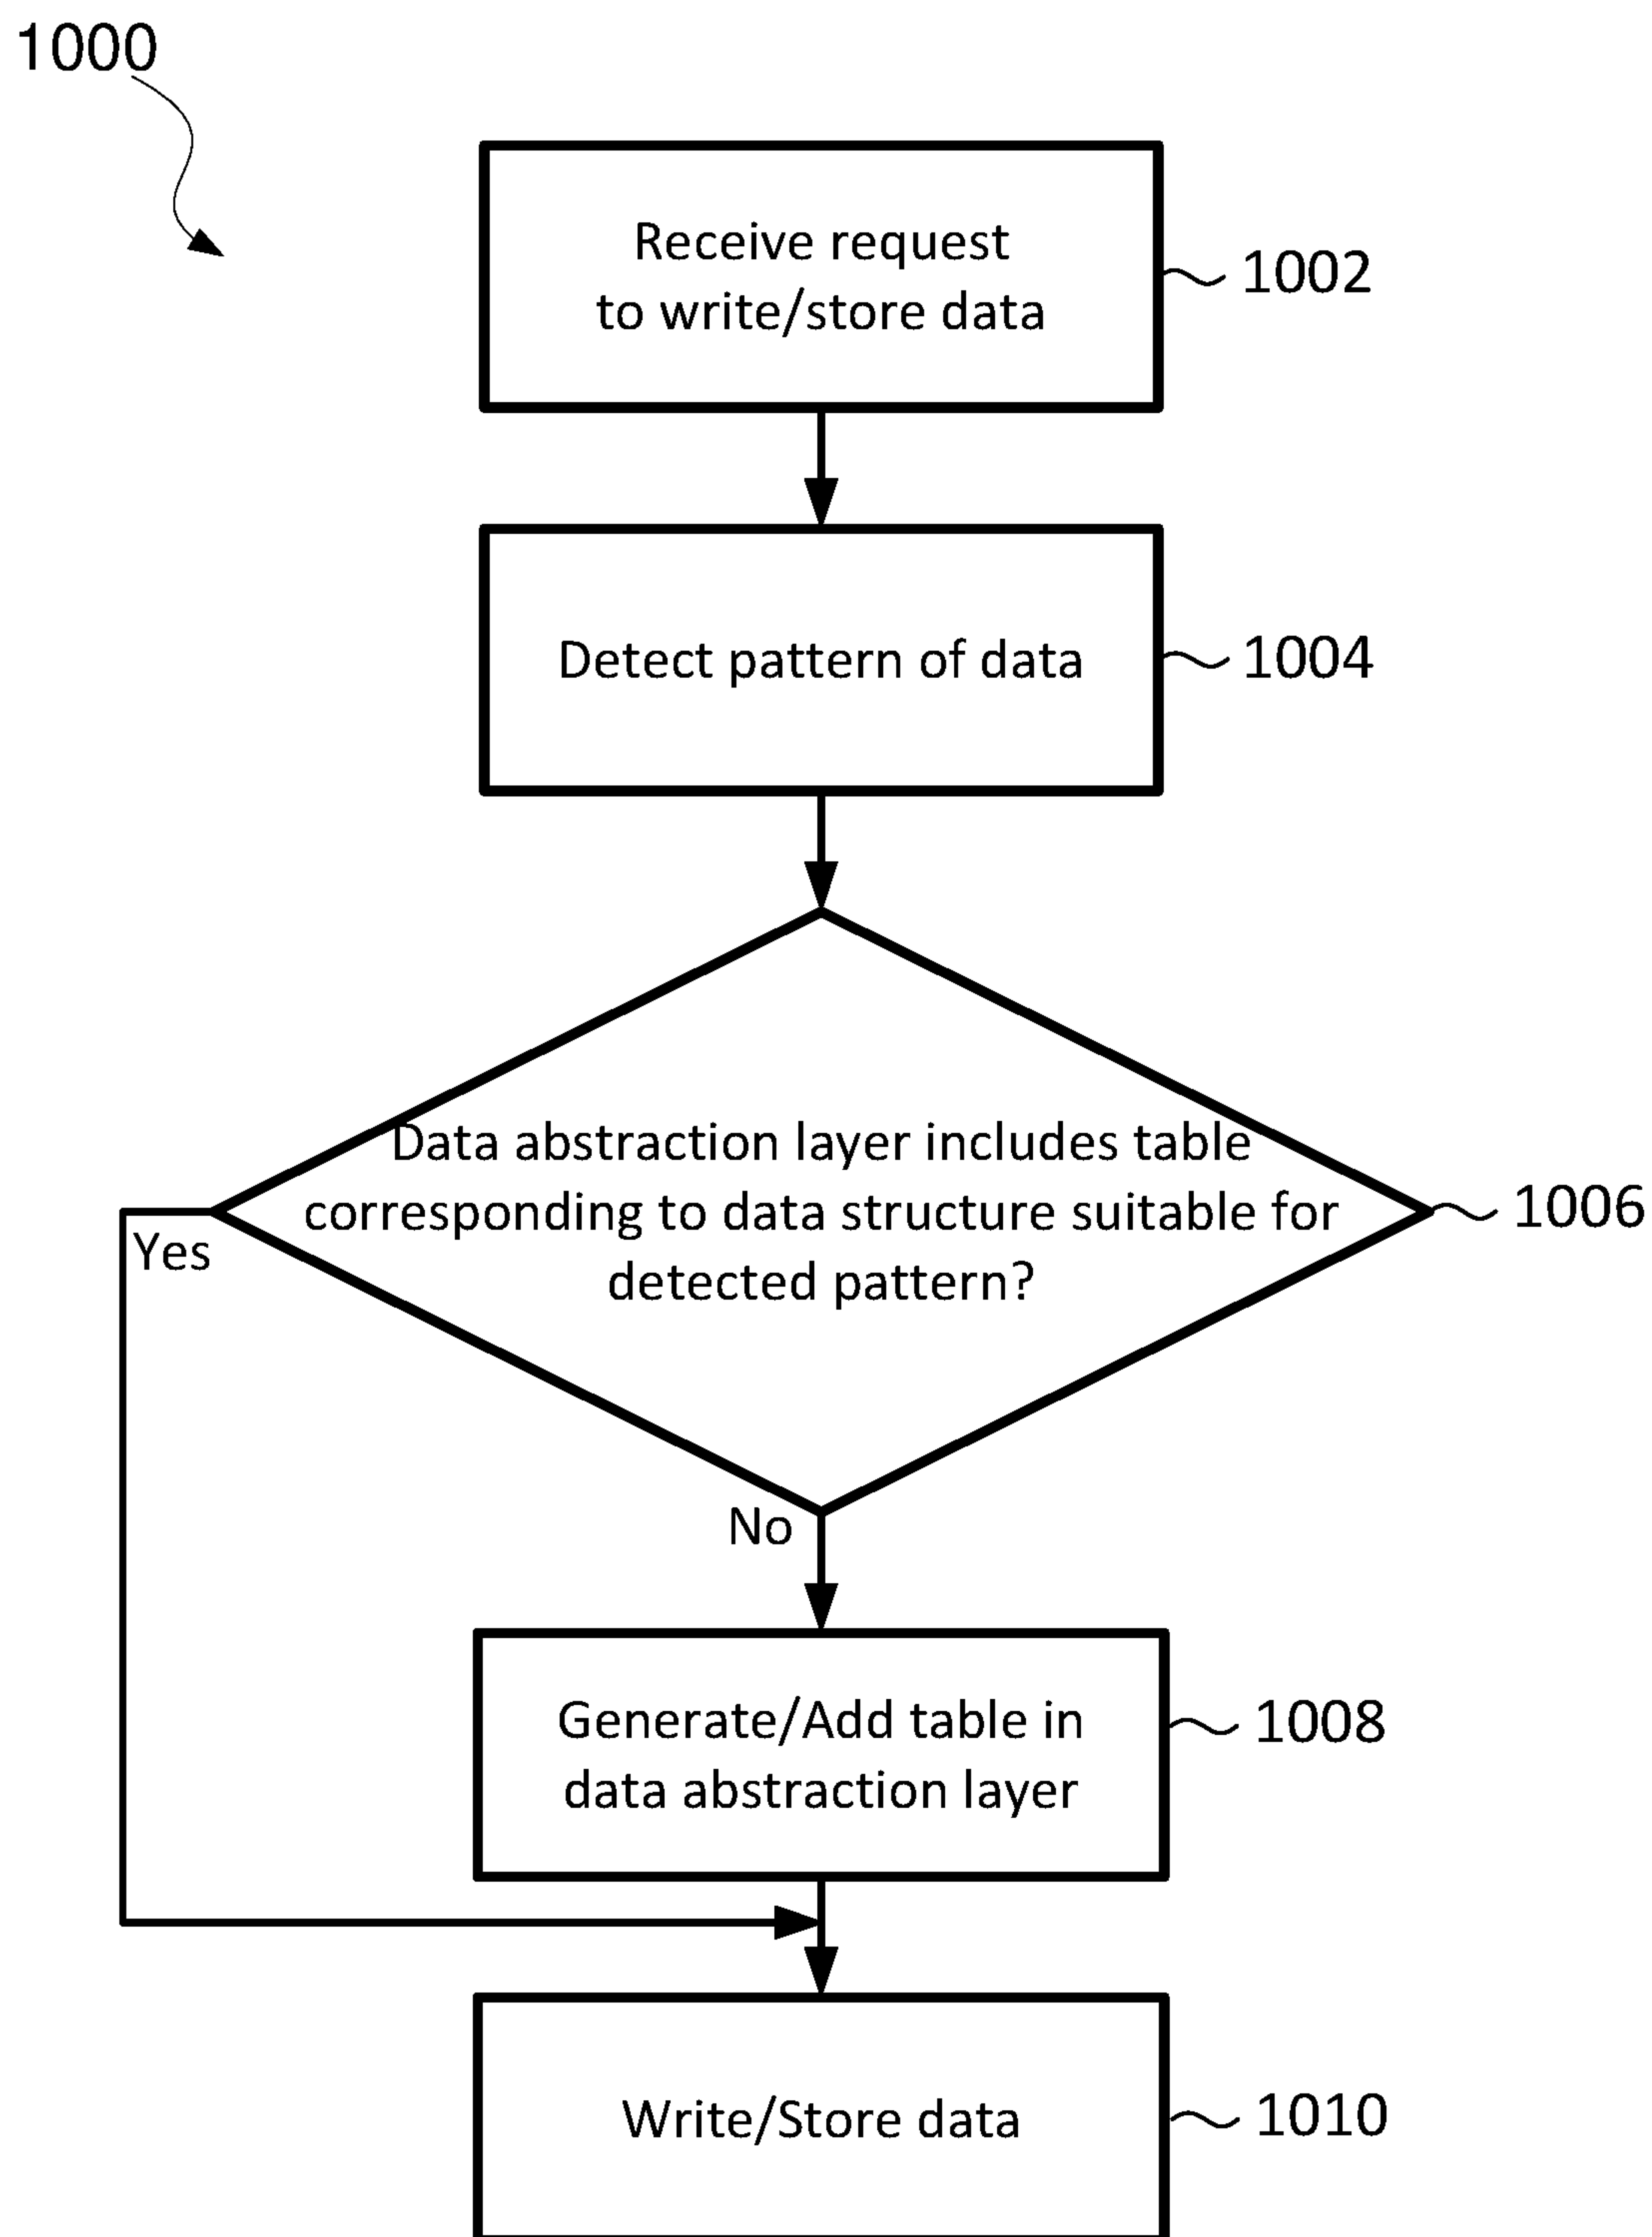 1000
Receive request
to write/store data
1002
Detect pattern of data
1004
Data abstraction layer includes table
corresponding to data structure suitable for
detected pattern?
1006
Yes
No
Generate/Add table in
data abstraction layer
1008
Write/Store data
1010